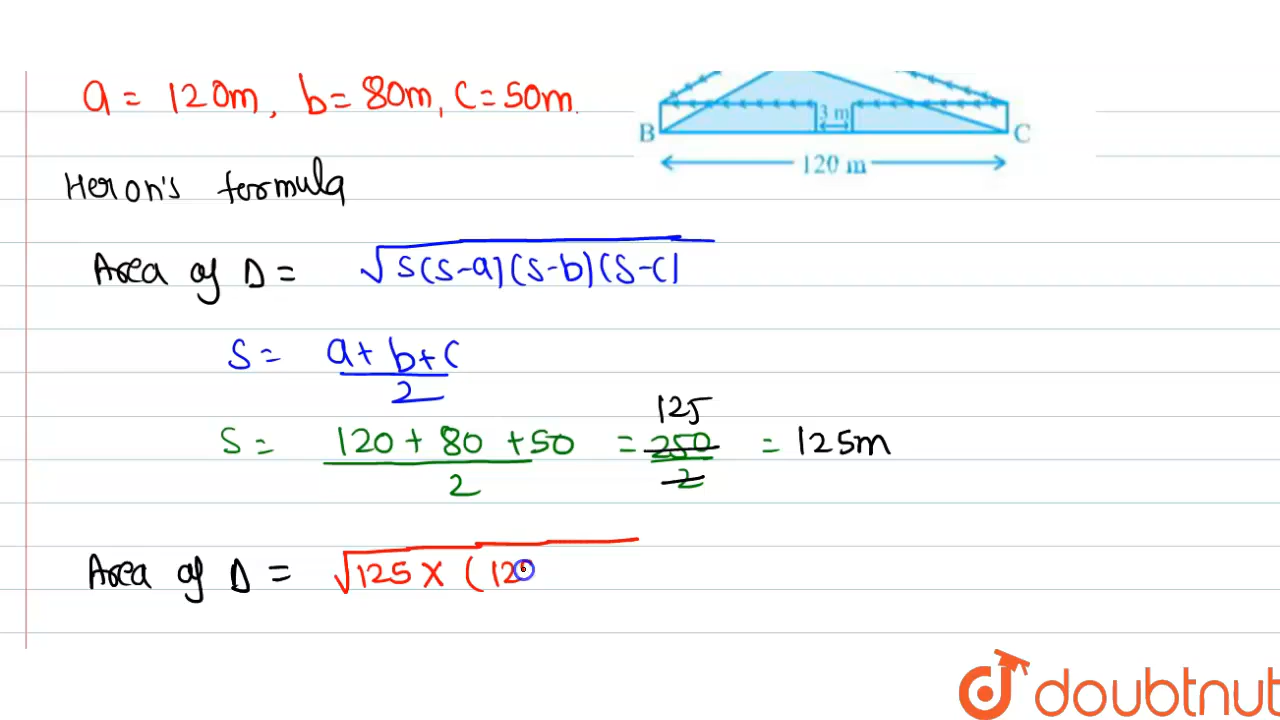 a = 120m, b = 80m, c = 50m.
3 m
B C
120 m
Heron's formula
Area of Δ = √s(s-a)(s-b)(s-c)
S = a + b + c
2
125
S = 120 + 80 + 50 = 250 = 125m
2 2
Area of Δ = √125 × (125
doubtnut